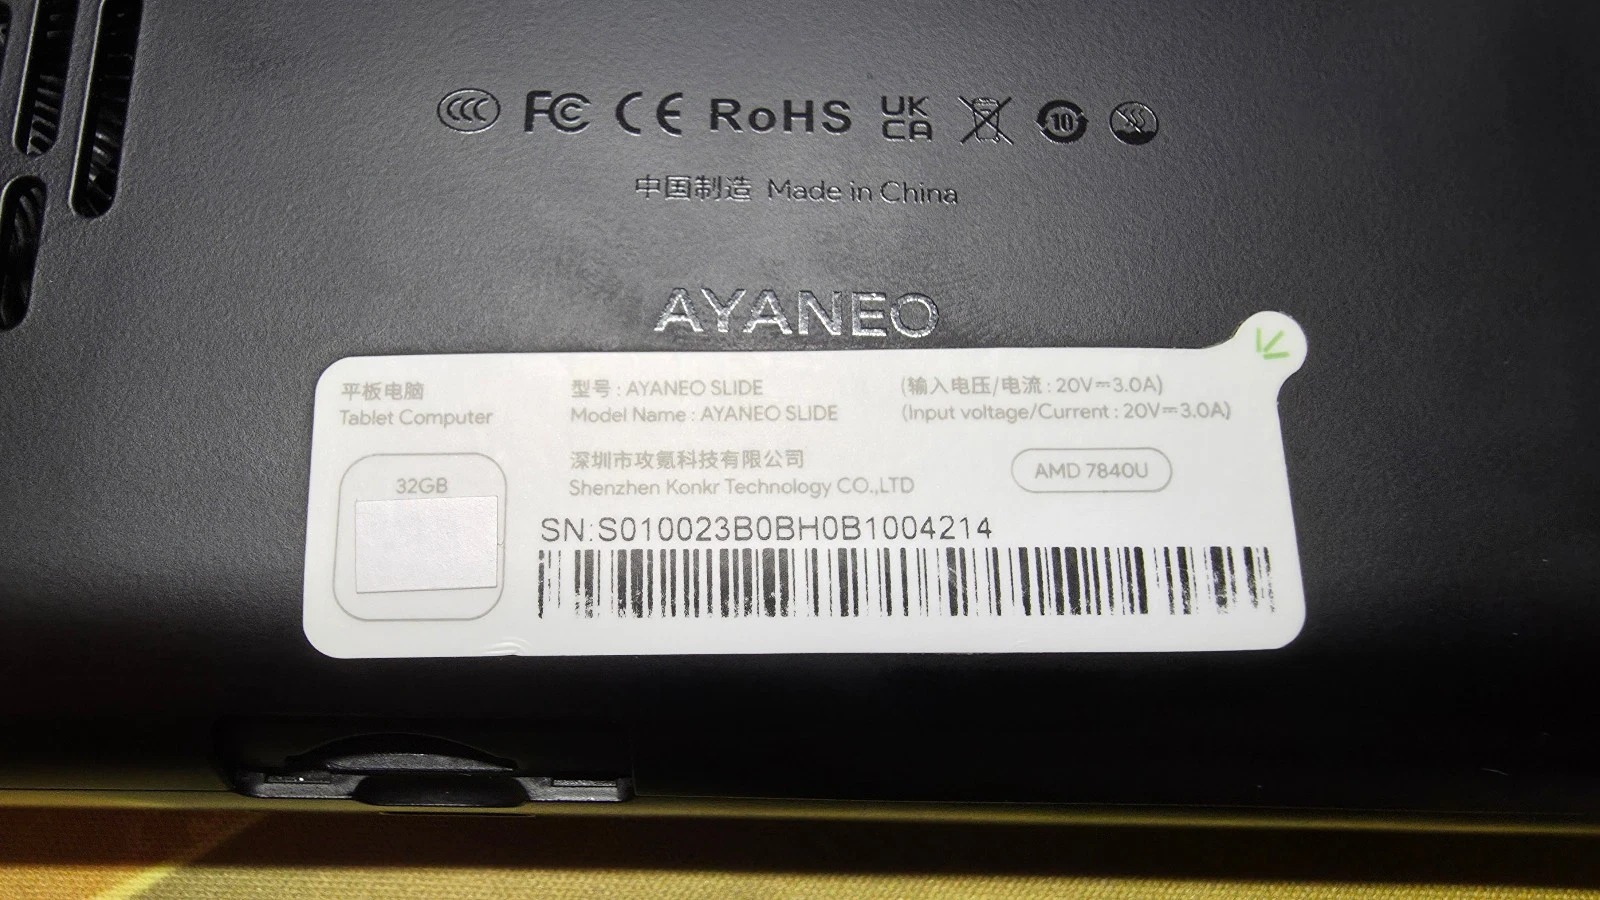 CCC FC CE RoHS UK CA 10
中国制造 Made in China
AYANEO
平板电脑
Tablet Computer
型号 : AYANEO SLIDE
Model Name : AYANEO SLIDE
(输入电压/电流 : 20V⎓3.0A)
(Input voltage/Current : 20V⎓3.0A)
32GB
深圳市攻氪科技有限公司
Shenzhen Konkr Technology CO.,LTD
AMD 7840U
SN:S010023B0BH0B1004214